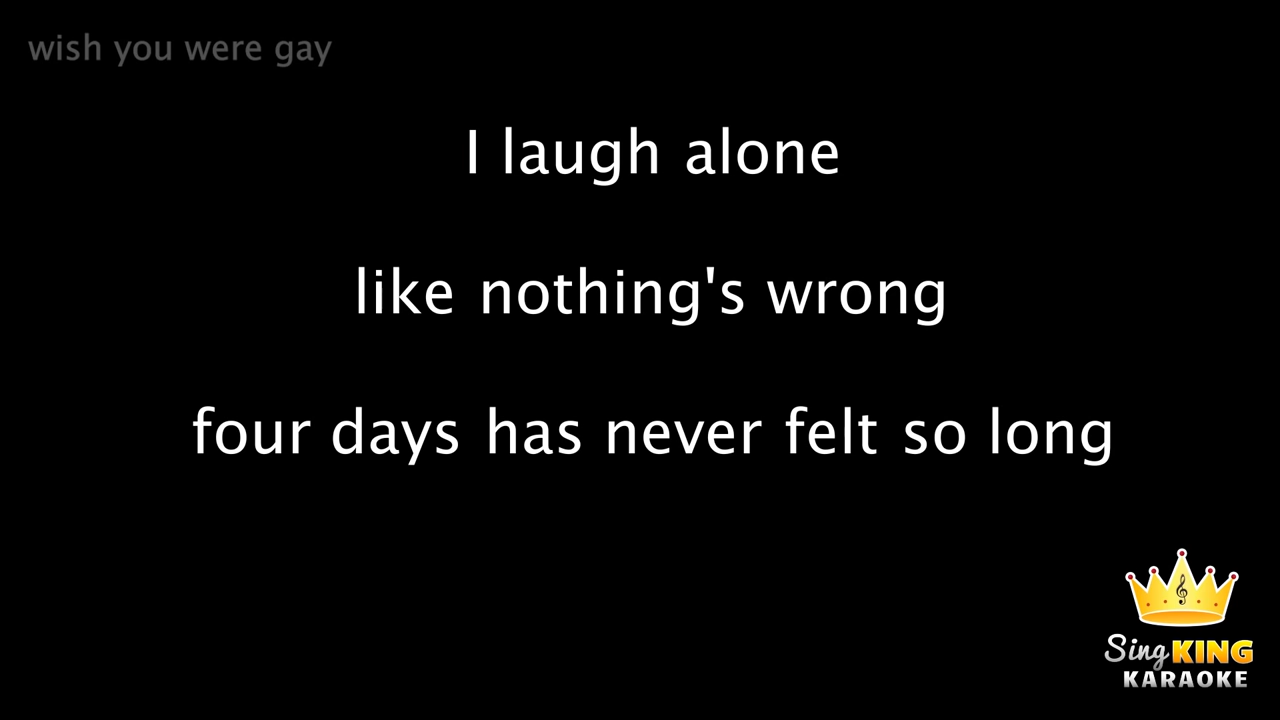 wish you were gay
I laugh alone
like nothing's wrong
four days has never felt so long
Sing KING
KARAOKE